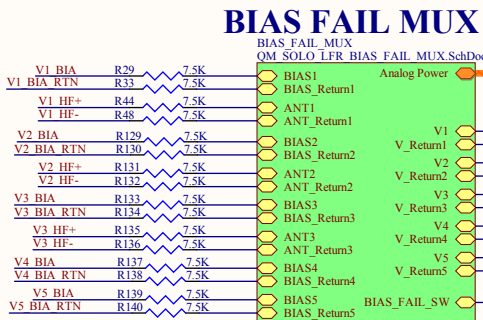 BIAS FAIL MUX
BIAS_FAIL_MUX
QM_SOLO_LFR_BIAS_FAIL_MUX.SchDoc
V1_BIA R29 7.5K BIAS1 Analog Power
V1_BIA_RTN R33 7.5K BIAS_Return1
V1_HF+ R44 7.5K ANT1
V1_HF- R48 7.5K ANT_Return1 V1
V2_BIA R129 7.5K BIAS2 V_Return1
V2_BIA_RTN R130 7.5K BIAS_Return2 V2
V2_HF+ R131 7.5K ANT2 V_Return2
V2_HF- R132 7.5K ANT_Return2 V3
V3_BIA R133 7.5K BIAS3 V_Return3
V3_BIA_RTN R134 7.5K BIAS_Return3 V4
V3_HF+ R135 7.5K ANT3 V_Return4
V3_HF- R136 7.5K ANT_Return3 V5
V4_BIA R137 7.5K BIAS4 V_Return5
V4_BIA_RTN R138 7.5K BIAS_Return4
V5_BIA R139 7.5K BIAS5 BIAS_FAIL_SW
V5_BIA_RTN R140 7.5K BIAS_Return5